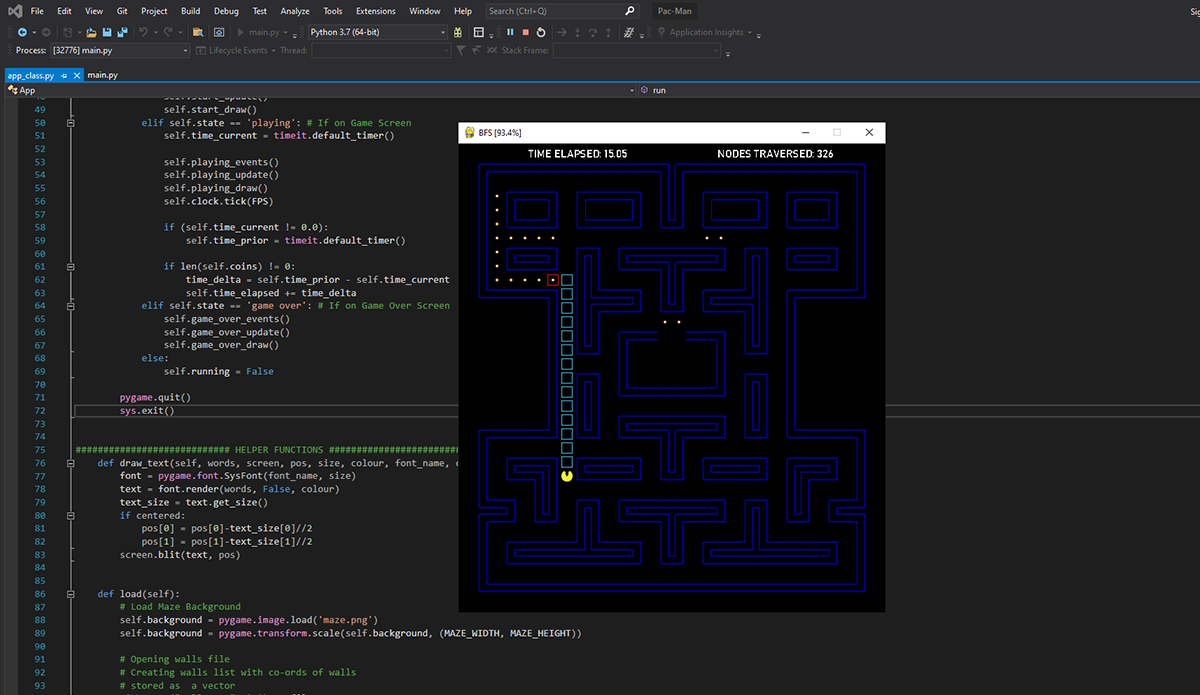 File Edit View Git Project Build Debug Test Analyze Tools Extensions Window Help Search (Ctrl+Q) Pac-Man
main.py Python 3.7 (64-bit) Application Insights
Process: [32776] main.py Lifecycle Events Thread: Stack Frame:
app_class.py main.py
App run
49 self.start_draw()
50 elif self.state == 'playing': # If on Game Screen
51 self.time_current = timeit.default_timer()
52
53 self.playing_events()
54 self.playing_update()
55 self.playing_draw()
56 self.clock.tick(FPS)
57
58 if (self.time_current != 0.0):
59 self.time_prior = timeit.default_timer()
60
61 if len(self.coins) != 0:
62 time_delta = self.time_prior - self.time_current
63 self.time_elapsed += time_delta
64 elif self.state == 'game over': # If on Game Over Screen
65 self.game_over_events()
66 self.game_over_update()
67 self.game_over_draw()
68 else:
69 self.running = False
70
71 pygame.quit()
72 sys.exit()
73
74
75 ############################ HELPER FUNCTIONS ########################
76 def draw_text(self, words, screen, pos, size, colour, font_name,
77 font = pygame.font.SysFont(font_name, size)
78 text = font.render(words, False, colour)
79 text_size = text.get_size()
80 if centered:
81 pos[0] = pos[0]-text_size[0]//2
82 pos[1] = pos[1]-text_size[1]//2
83 screen.blit(text, pos)
84
85
86 def load(self):
87 # Load Maze Background
88 self.background = pygame.image.load('maze.png')
89 self.background = pygame.transform.scale(self.background, (MAZE_WIDTH, MAZE_HEIGHT))
90
91 # Opening walls file
92 # Creating walls list with co-ords of walls
93 # stored as a vector
BFS [93.4%]
TIME ELAPSED: 15.05 NODES TRAVERSED: 326